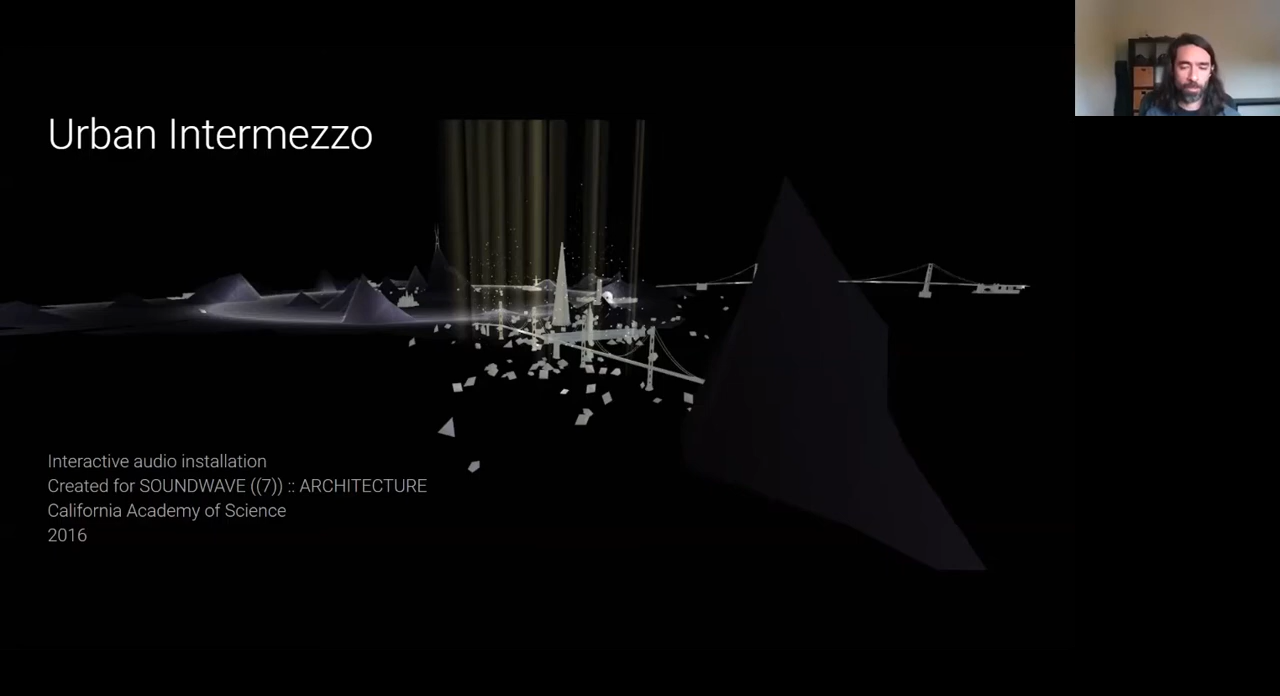 Urban Intermezzo
Interactive audio installation
Created for SOUNDWAVE ((7)) :: ARCHITECTURE
California Academy of Science
2016